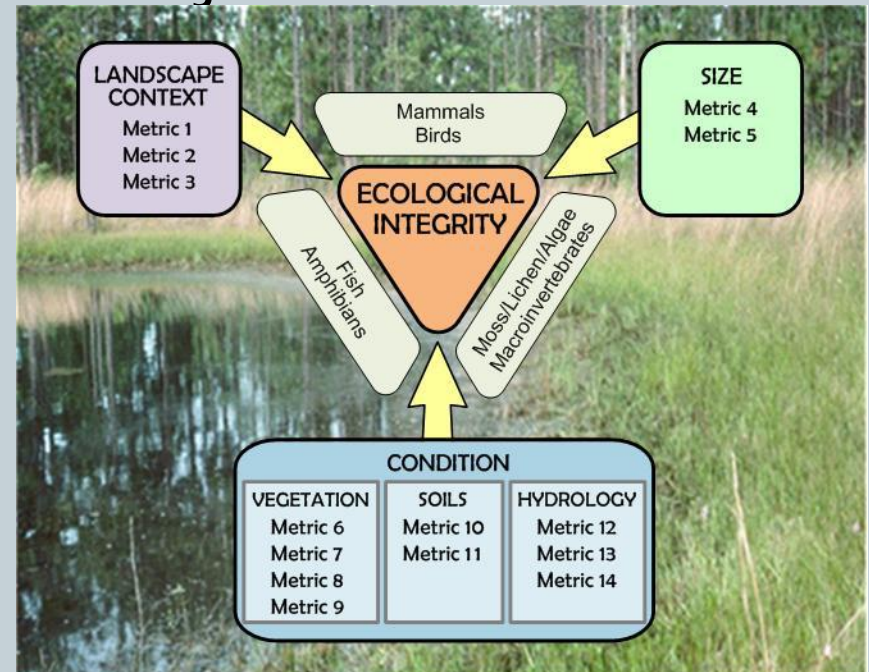 LANDSCAPE
CONTEXT
Metric 1
Metric 2
Metric 3
Mammals
Birds
SIZE
Metric 4
Metric 5
ECOLOGICAL
INTEGRITY
Fish
Amphibians
Moss/Lichen/Algae
Macroinvertebrates
CONDITION
VEGETATION
Metric 6
Metric 7
Metric 8
Metric 9
SOILS
Metric 10
Metric 11
HYDROLOGY
Metric 12
Metric 13
Metric 14